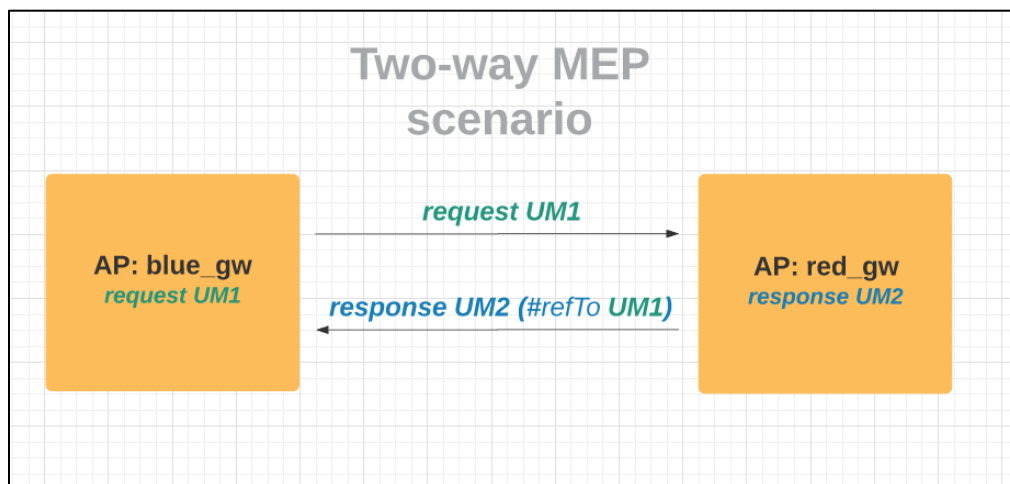 Two-way MEP
scenario
request UM1
AP: blue_gw
request UM1
AP: red_gw
response UM2
response UM2 (#refTo UM1)